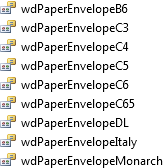 wdPaperEnvelopeB6
wdPaperEnvelopeC3
wdPaperEnvelopeC4
wdPaperEnvelopeC5
wdPaperEnvelopeC6
wdPaperEnvelopeC65
wdPaperEnvelopeDL
wdPaperEnvelopeItaly
wdPaperEnvelopeMonarch